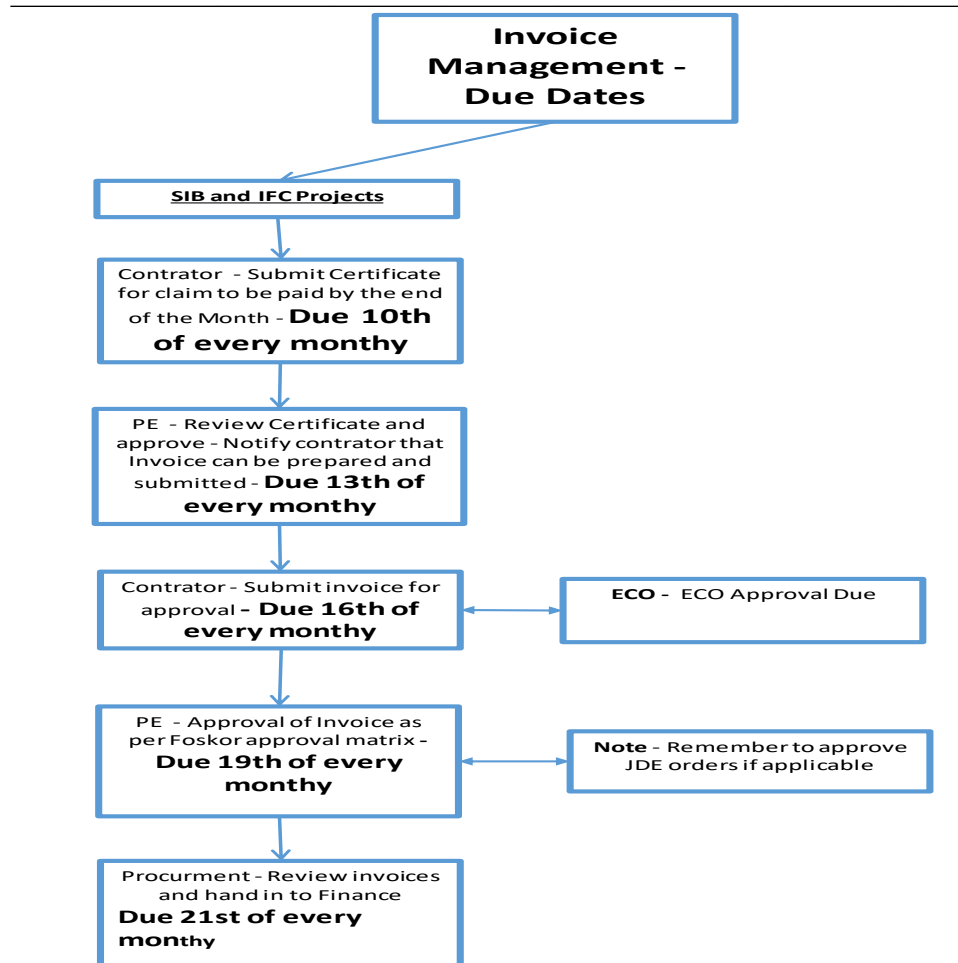 Invoice
Management -
Due Dates
SIB and IFC Projects
Contrator - Submit Certificate
for claim to be paid by the end
of the Month - Due 10th
of every monthy
PE - Review Certificate and
approve - Notify contrator that
Invoice can be prepared and
submitted - Due 13th of
every monthy
Contrator - Submit invoice for
approval - Due 16th of
every monthy
ECO - ECO Approval Due
PE - Approval of Invoice as
per Foskor approval matrix -
Due 19th of every
monthy
Note - Remember to approve
JDE orders if applicable
Procurment - Review invoices
and hand in to Finance
Due 21st of every
monthy